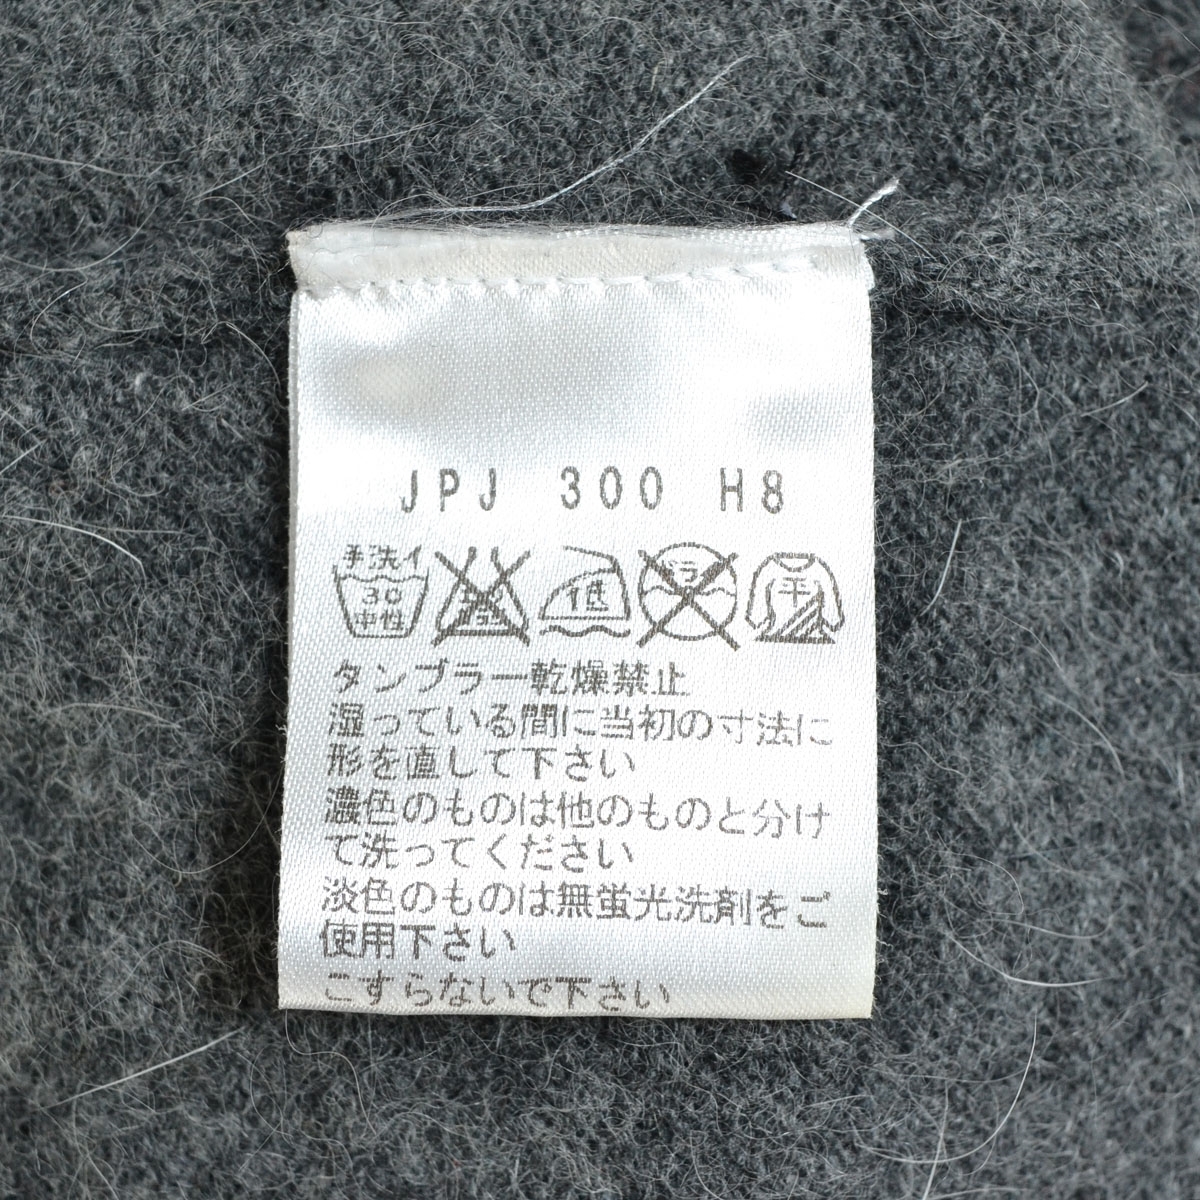 JPJ 300 H8
手洗イ 30 中性
低
平
タンブラー乾燥禁止
湿っている間に当初の寸法に
形を直して下さい
濃色のものは他のものと分け
て洗ってください
淡色のものは無蛍光洗剤をご
使用下さい
こすらないで下さい